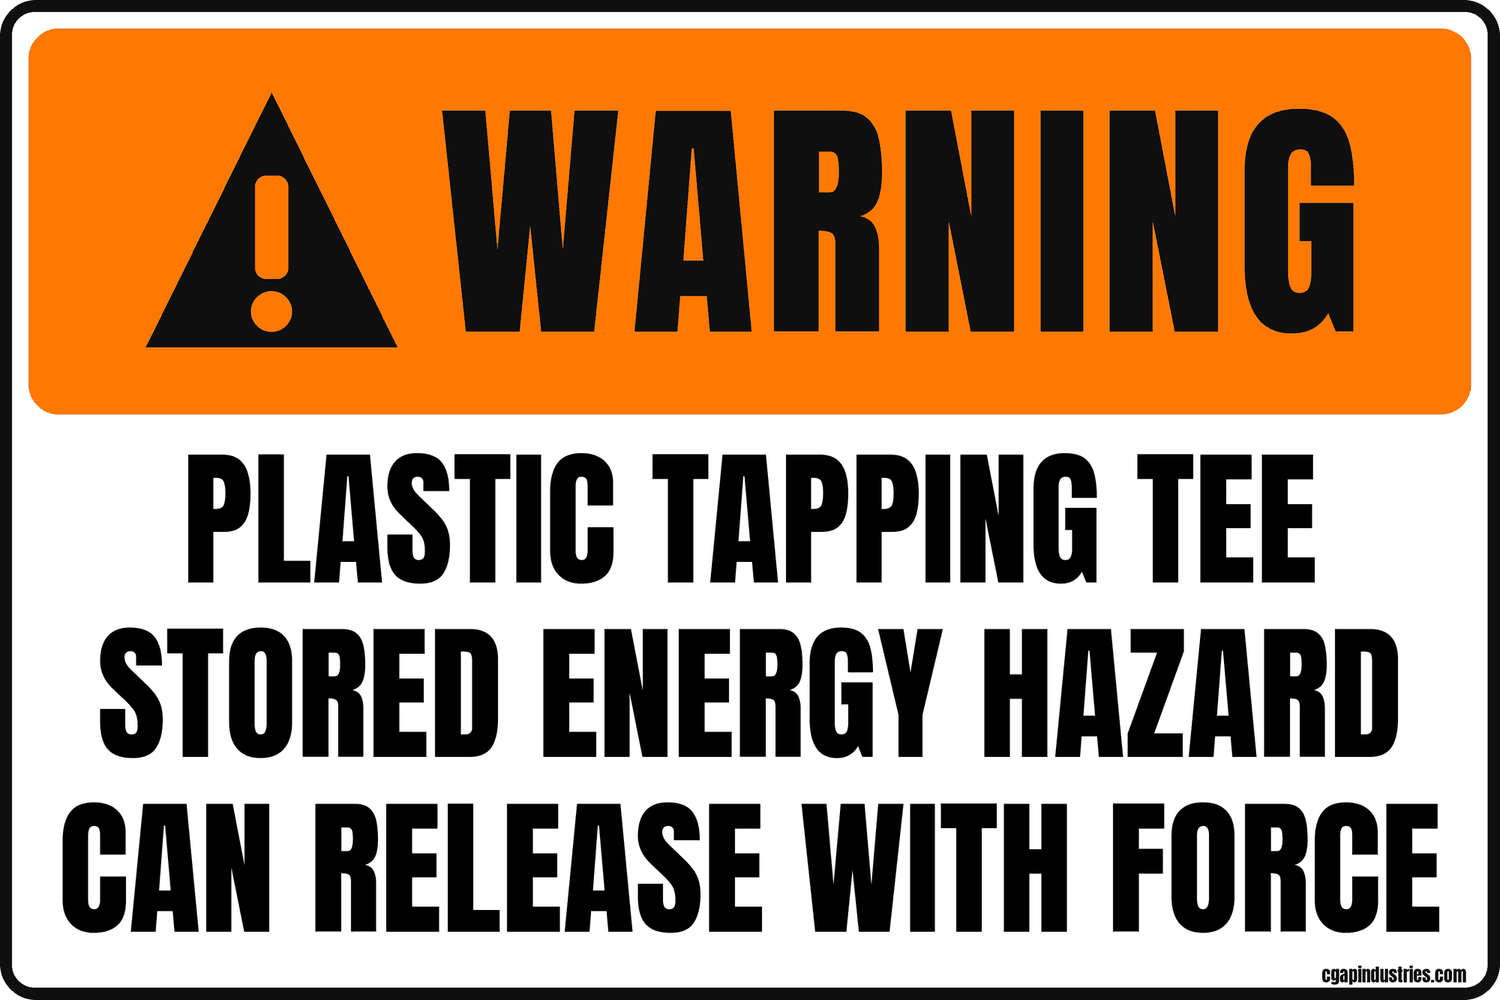 WARNING
PLASTIC TAPPING TEE
STORED ENERGY HAZARD
CAN RELEASE WITH FORCE
cgapindustries.com